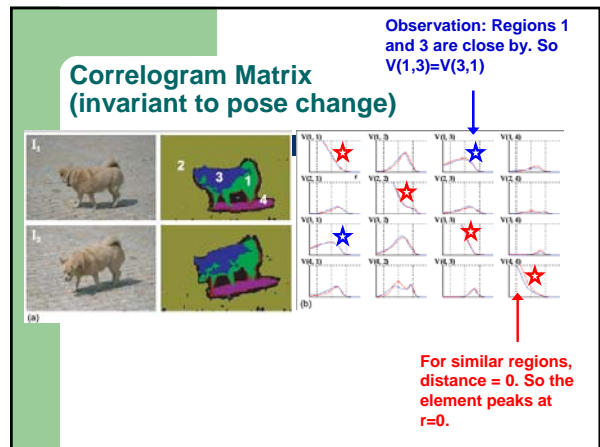 Observation: Regions 1
and 3 are close by. So
V(1,3)=V(3,1)
Correlogram Matrix
(invariant to pose change)
I₁
2
3
1
4
I₂
(a)
V(1, 1)
V(1, 2)
V(1, 3)
V(1, 4)
r
V(2, 1)
V(2, 2)
V(2, 3)
V(2, 4)
V(3, 2)
V(3, 3)
V(3, 4)
V(4, 1)
V(4, 2)
V(4, 3)
V(4, 4)
(b)
For similar regions,
distance = 0. So the
element peaks at
r=0.